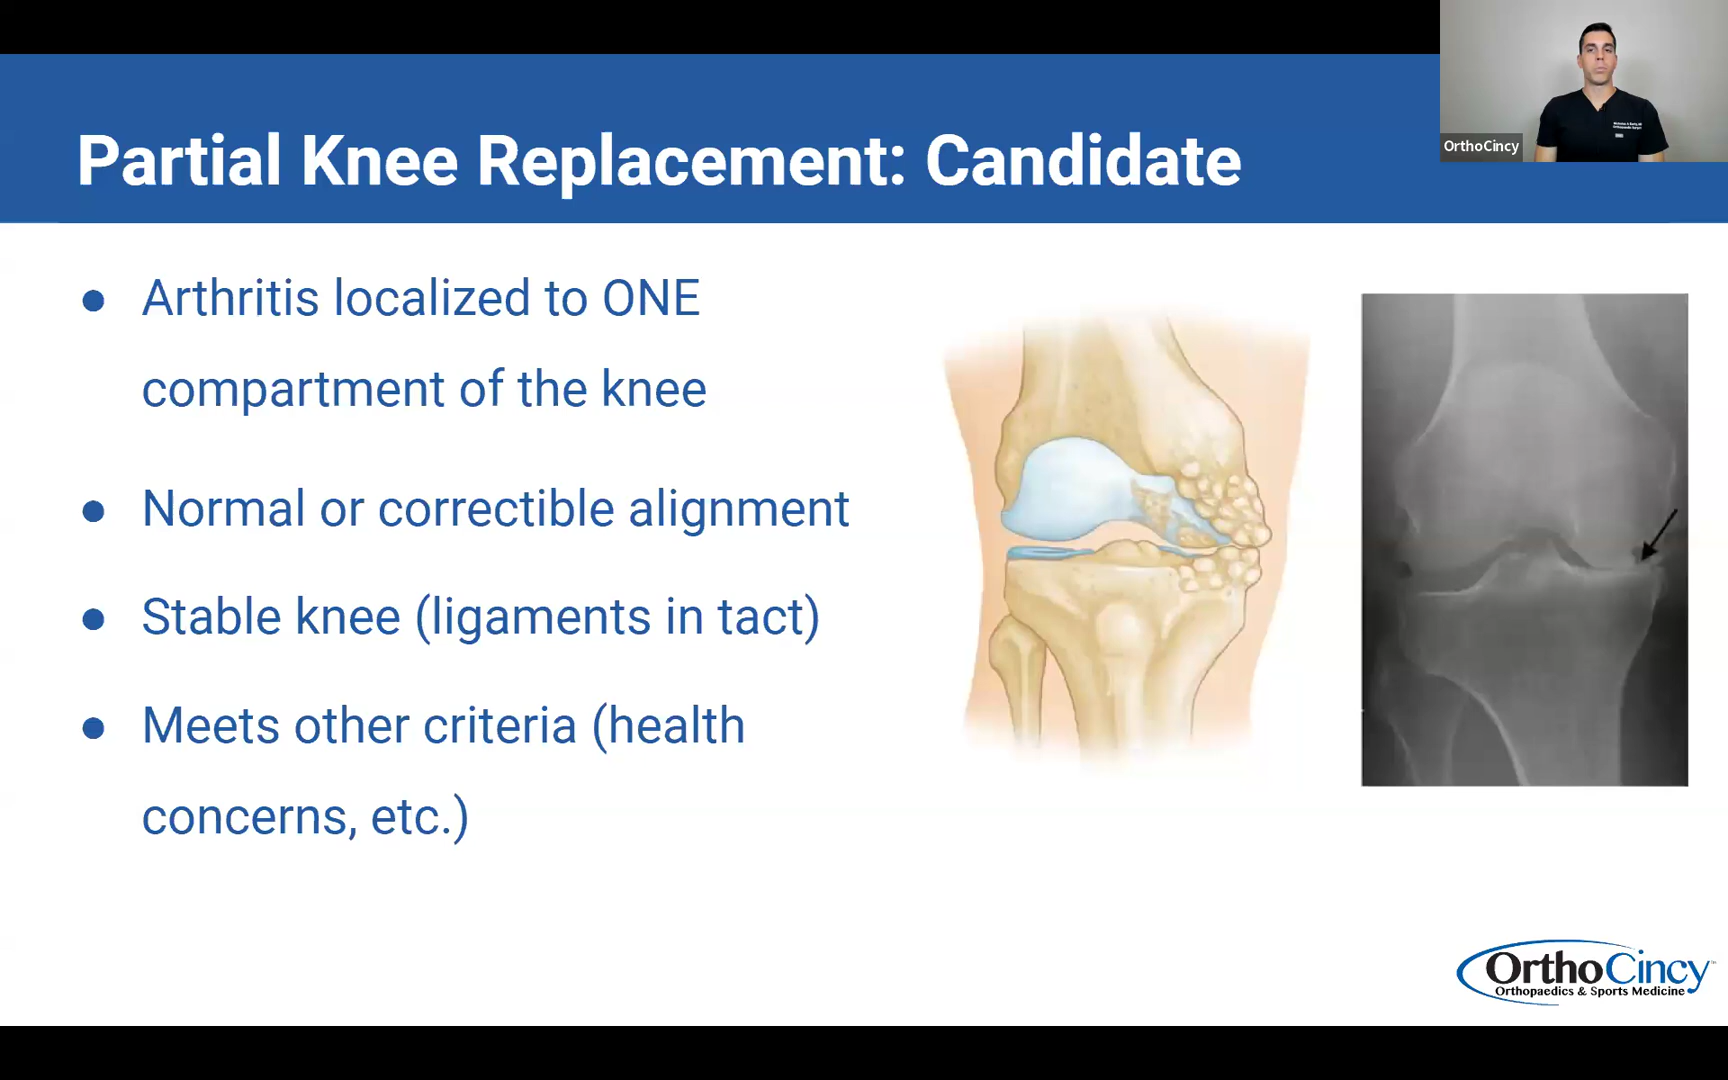 OrthoCincy
Partial Knee Replacement: Candidate
● Arthritis localized to ONE
compartment of the knee
● Normal or correctible alignment
● Stable knee (ligaments in tact)
● Meets other criteria (health
concerns, etc.)
OrthoCincy
Orthopaedics & Sports Medicine